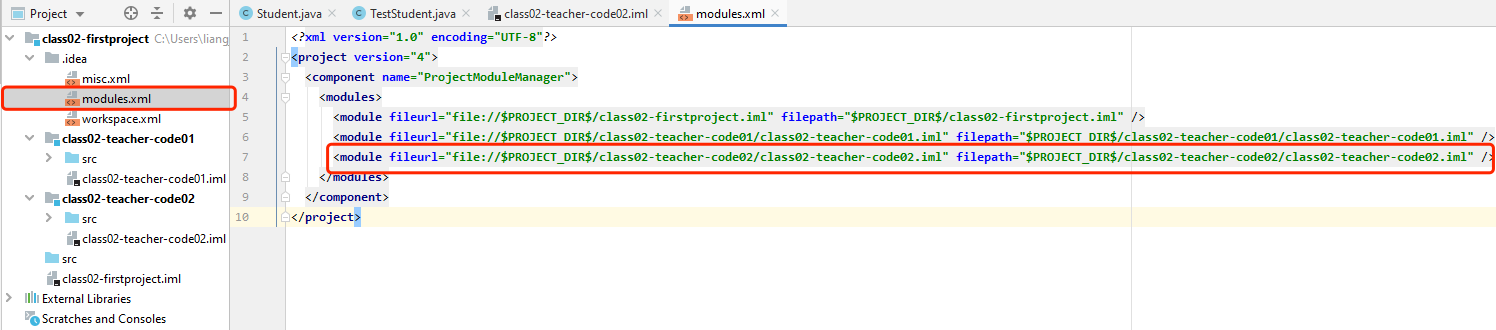 Project
class02-firstproject C:\Users\liang
.idea
misc.xml
modules.xml
workspace.xml
class02-teacher-code01
src
class02-teacher-code01.iml
class02-teacher-code02
src
class02-teacher-code02.iml
src
class02-firstproject.iml
External Libraries
Scratches and Consoles
Student.java
TestStudent.java
class02-teacher-code02.iml
modules.xml
1 <?xml version="1.0" encoding="UTF-8"?>
2 <project version="4">
3 <component name="ProjectModuleManager">
4 <modules>
5 <module fileurl="file://$PROJECT_DIR$/class02-firstproject.iml" filepath="$PROJECT_DIR$/class02-firstproject.iml" />
6 <module fileurl="file://$PROJECT_DIR$/class02-teacher-code01/class02-teacher-code01.iml" filepath="$PROJECT_DIR$/class02-teacher-code01/class02-teacher-code01.iml" />
7 <module fileurl="file://$PROJECT_DIR$/class02-teacher-code02/class02-teacher-code02.iml" filepath="$PROJECT_DIR$/class02-teacher-code02/class02-teacher-code02.iml" />
8 </modules>
9 </component>
10 </project>